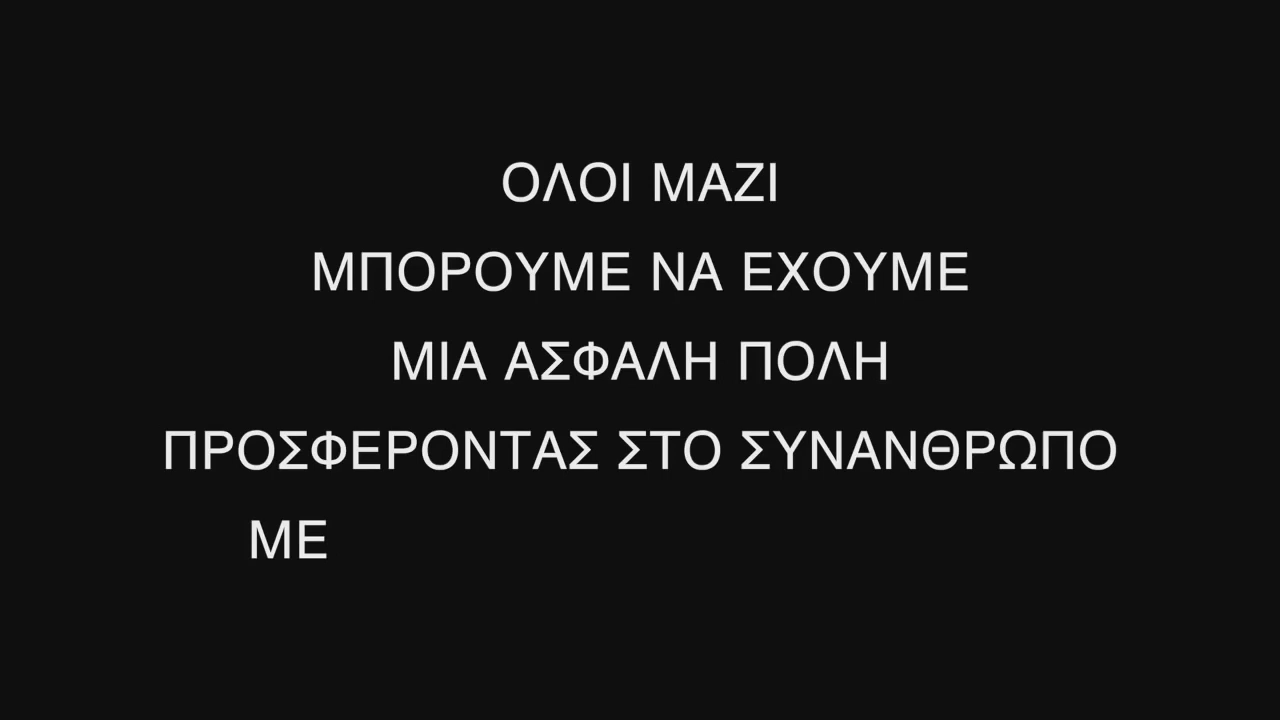 ΟΛΟΙ ΜΑΖΙ
ΜΠΟΡΟΥΜΕ ΝΑ ΕΧΟΥΜΕ
ΜΙΑ ΑΣΦΑΛΗ ΠΟΛΗ
ΠΡΟΣΦΕΡΟΝΤΑΣ ΣΤΟ ΣΥΝΑΝΘΡΩΠΟ
ΜΕ